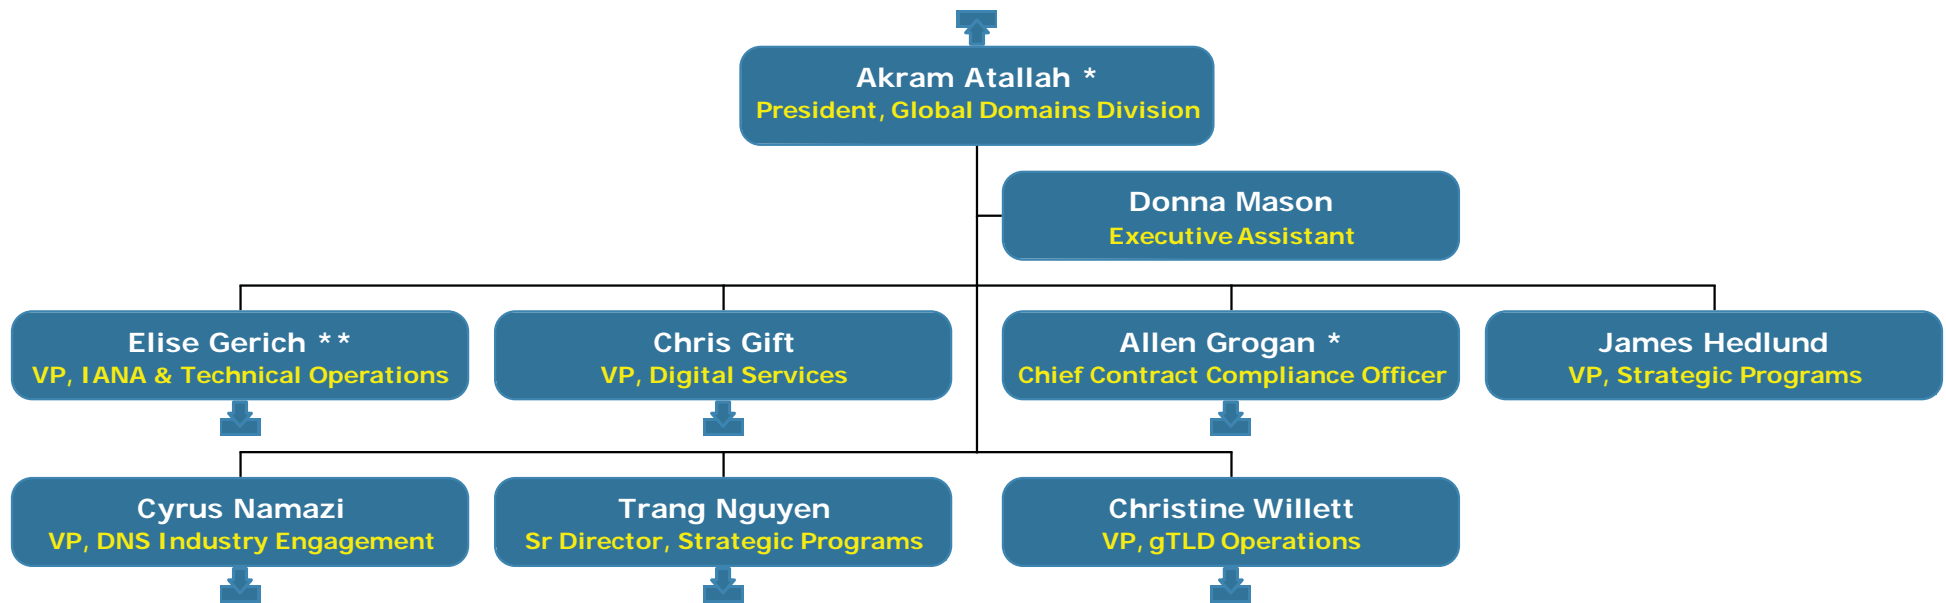 Akram Atallah *
President, Global Domains Division
Donna Mason
Executive Assistant
Elise Gerich **
VP, IANA & Technical Operations
Chris Gift
VP, Digital Services
Allen Grogan *
Chief Contract Compliance Officer
James Hedlund
VP, Strategic Programs
Cyrus Namazi
VP, DNS Industry Engagement
Trang Nguyen
Sr Director, Strategic Programs
Christine Willett
VP, gTLD Operations